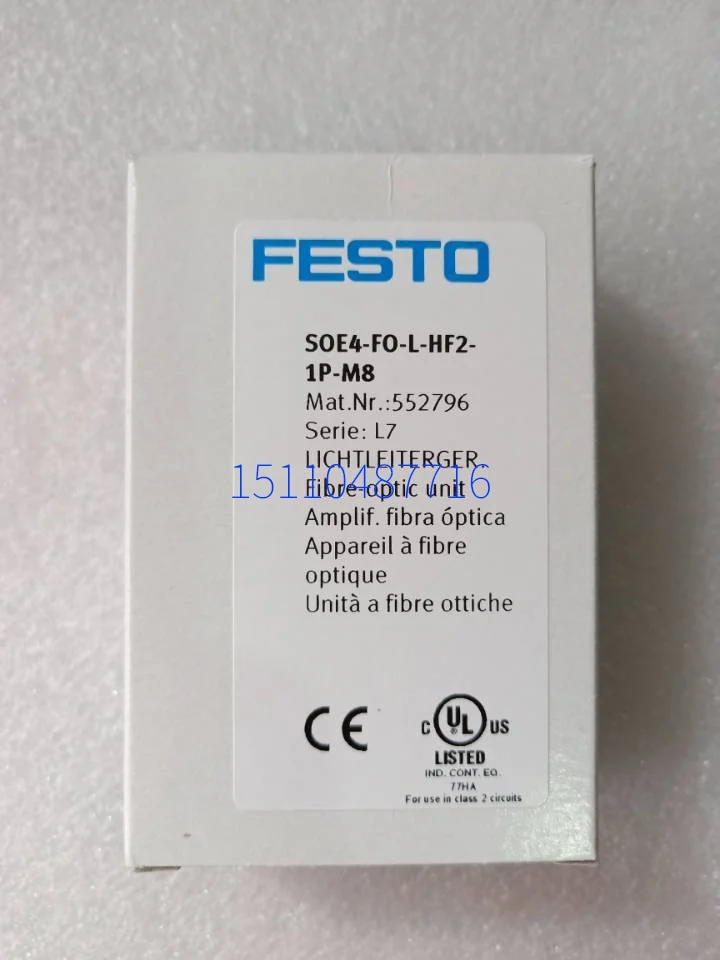 FESTO
SOE4-FO-L-HF2-
1P-M8
Mat.Nr.:552796
Serie: L7
LICHTLEITERGER.
15110487716
Fibre-optic unit
Amplif. fibra óptica
Appareil à fibre
optique
Unità a fibre ottiche
CE
C UL® US
LISTED
IND. CONT. EQ.
77HA
For use in class 2 circuits